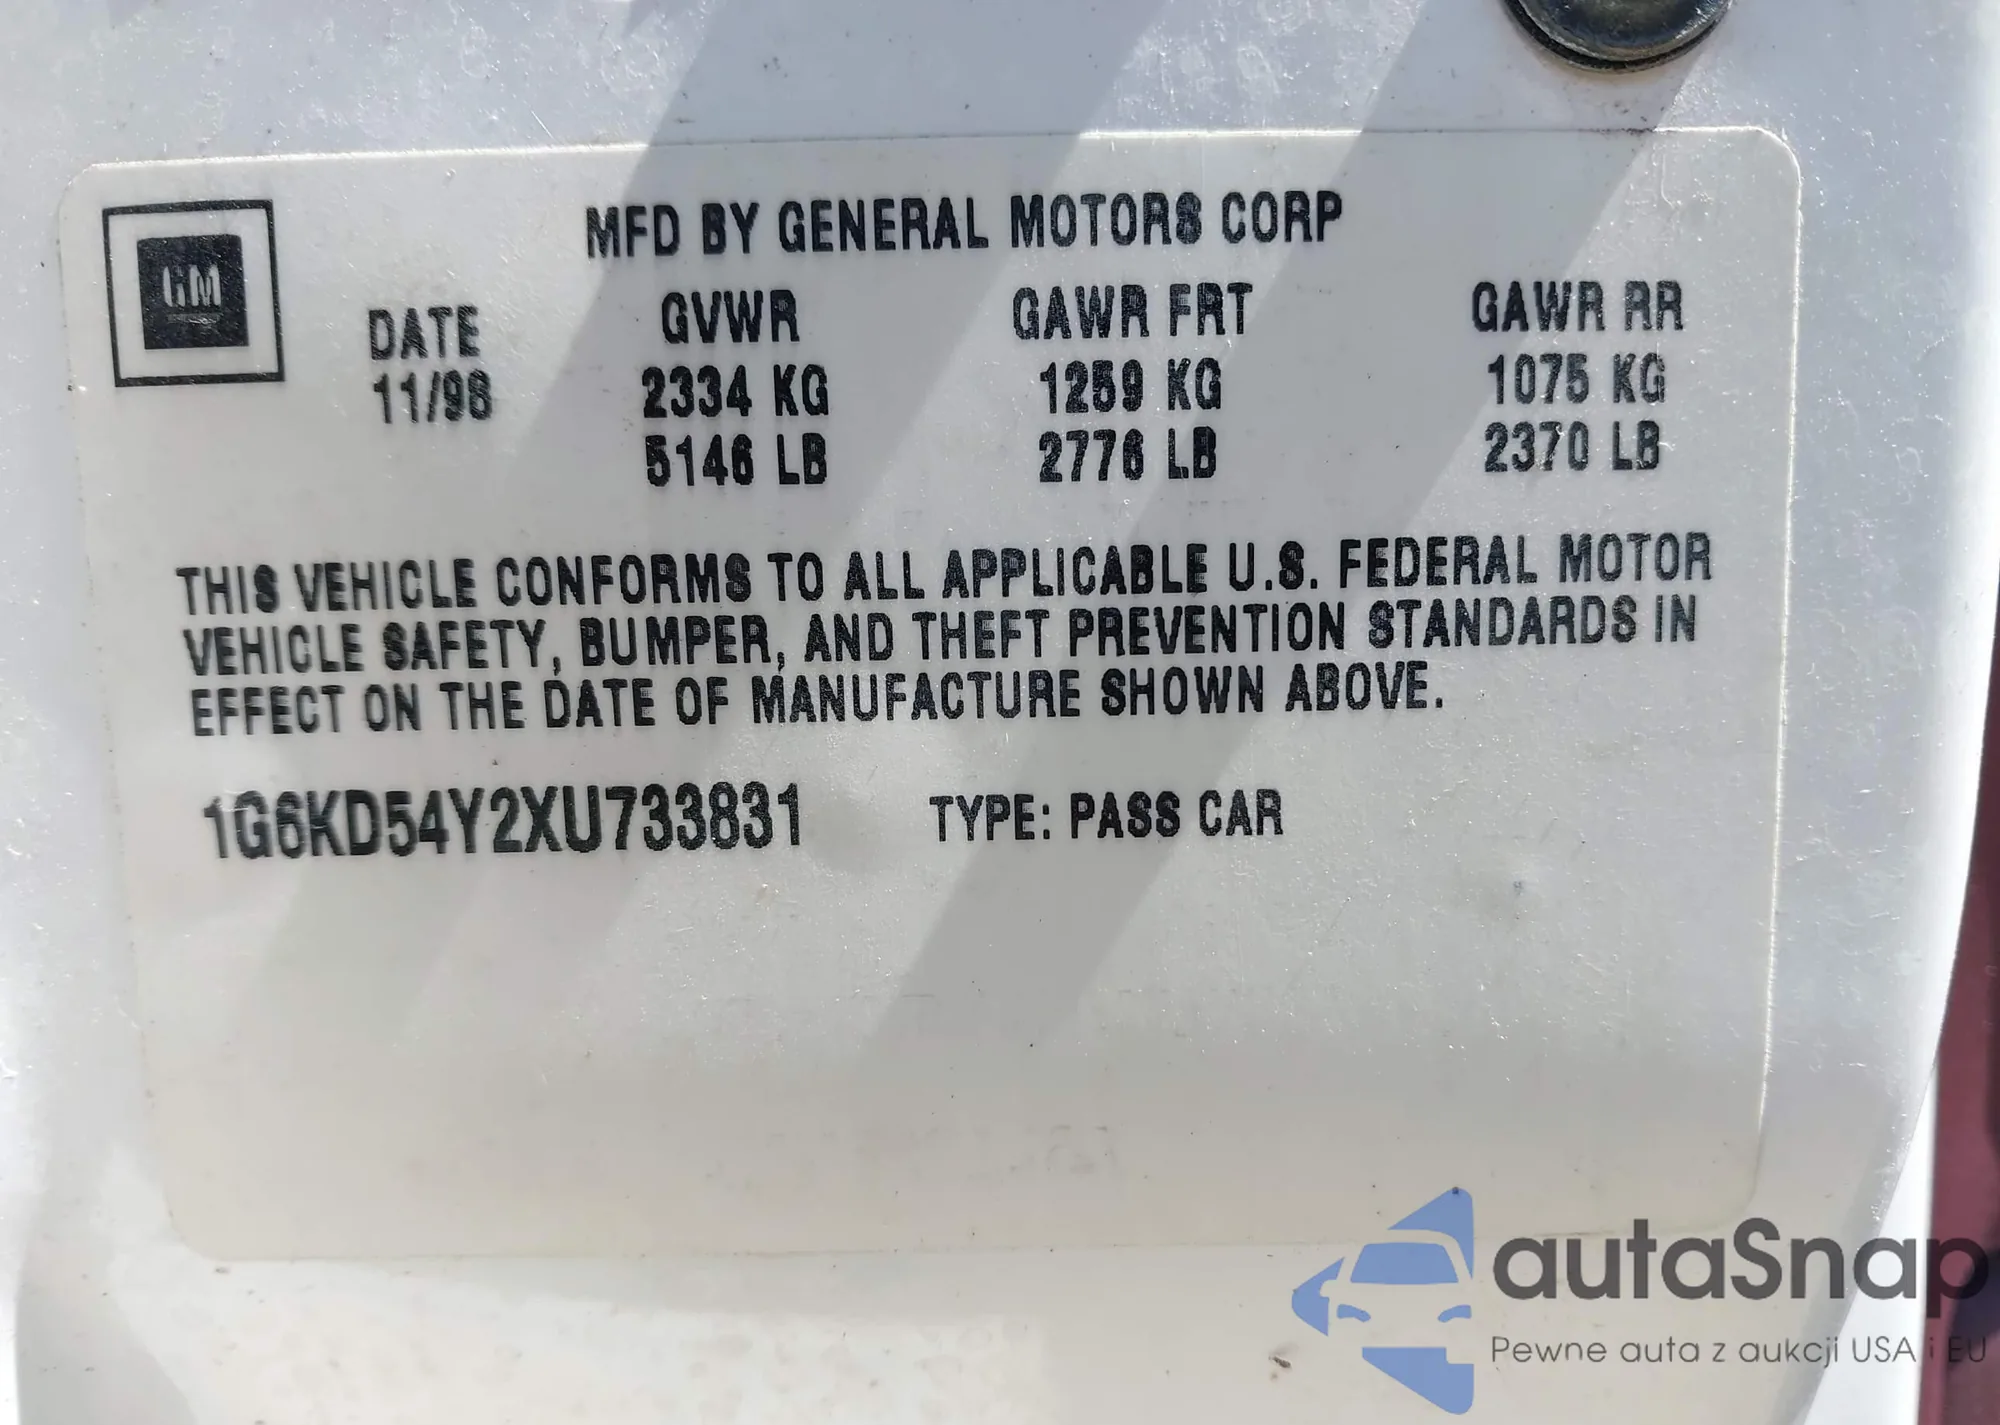 MFD BY GENERAL MOTORS CORP
GM
DATE GVWR GAWR FRT GAWR RR
11/98 2334 KG 1259 KG 1075 KG
5146 LB 2776 LB 2370 LB
THIS VEHICLE CONFORMS TO ALL APPLICABLE U.S. FEDERAL MOTOR
VEHICLE SAFETY, BUMPER, AND THEFT PREVENTION STANDARDS IN
EFFECT ON THE DATE OF MANUFACTURE SHOWN ABOVE.
1G6KD54Y2XU733831 TYPE: PASS CAR
autaSnap
Pewne auta z aukcji USA i EU